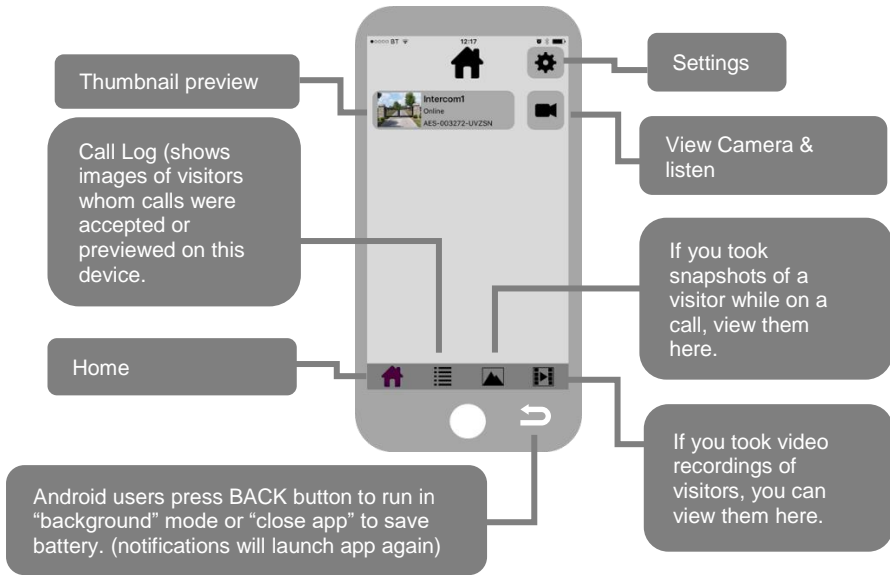 BT 12:17
Thumbnail preview
Intercom1
Online
AES-003272-UVZSN
Settings
Call Log (shows
images of visitors
whom calls were
accepted or
previewed on this
device.
View Camera &
listen
If you took
snapshots of a
visitor while on a
call, view them
here.
Home
If you took video
recordings of
visitors, you can
view them here.
Android users press BACK button to run in
“background” mode or “close app” to save
battery. (notifications will launch app again)